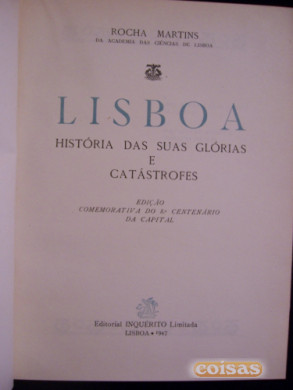 ROCHA MARTINS
DA ACADEMIA DAS CIÊNCIAS DE LISBOA
LISBOA
HISTÓRIA DAS SUAS GLÓRIAS
E
CATÁSTROFES
EDIÇÃO
COMEMORATIVA DO 8º CENTENÁRIO
DA CAPITAL
Editorial INQUÉRITO Limitada
LISBOA • 1947
coisas